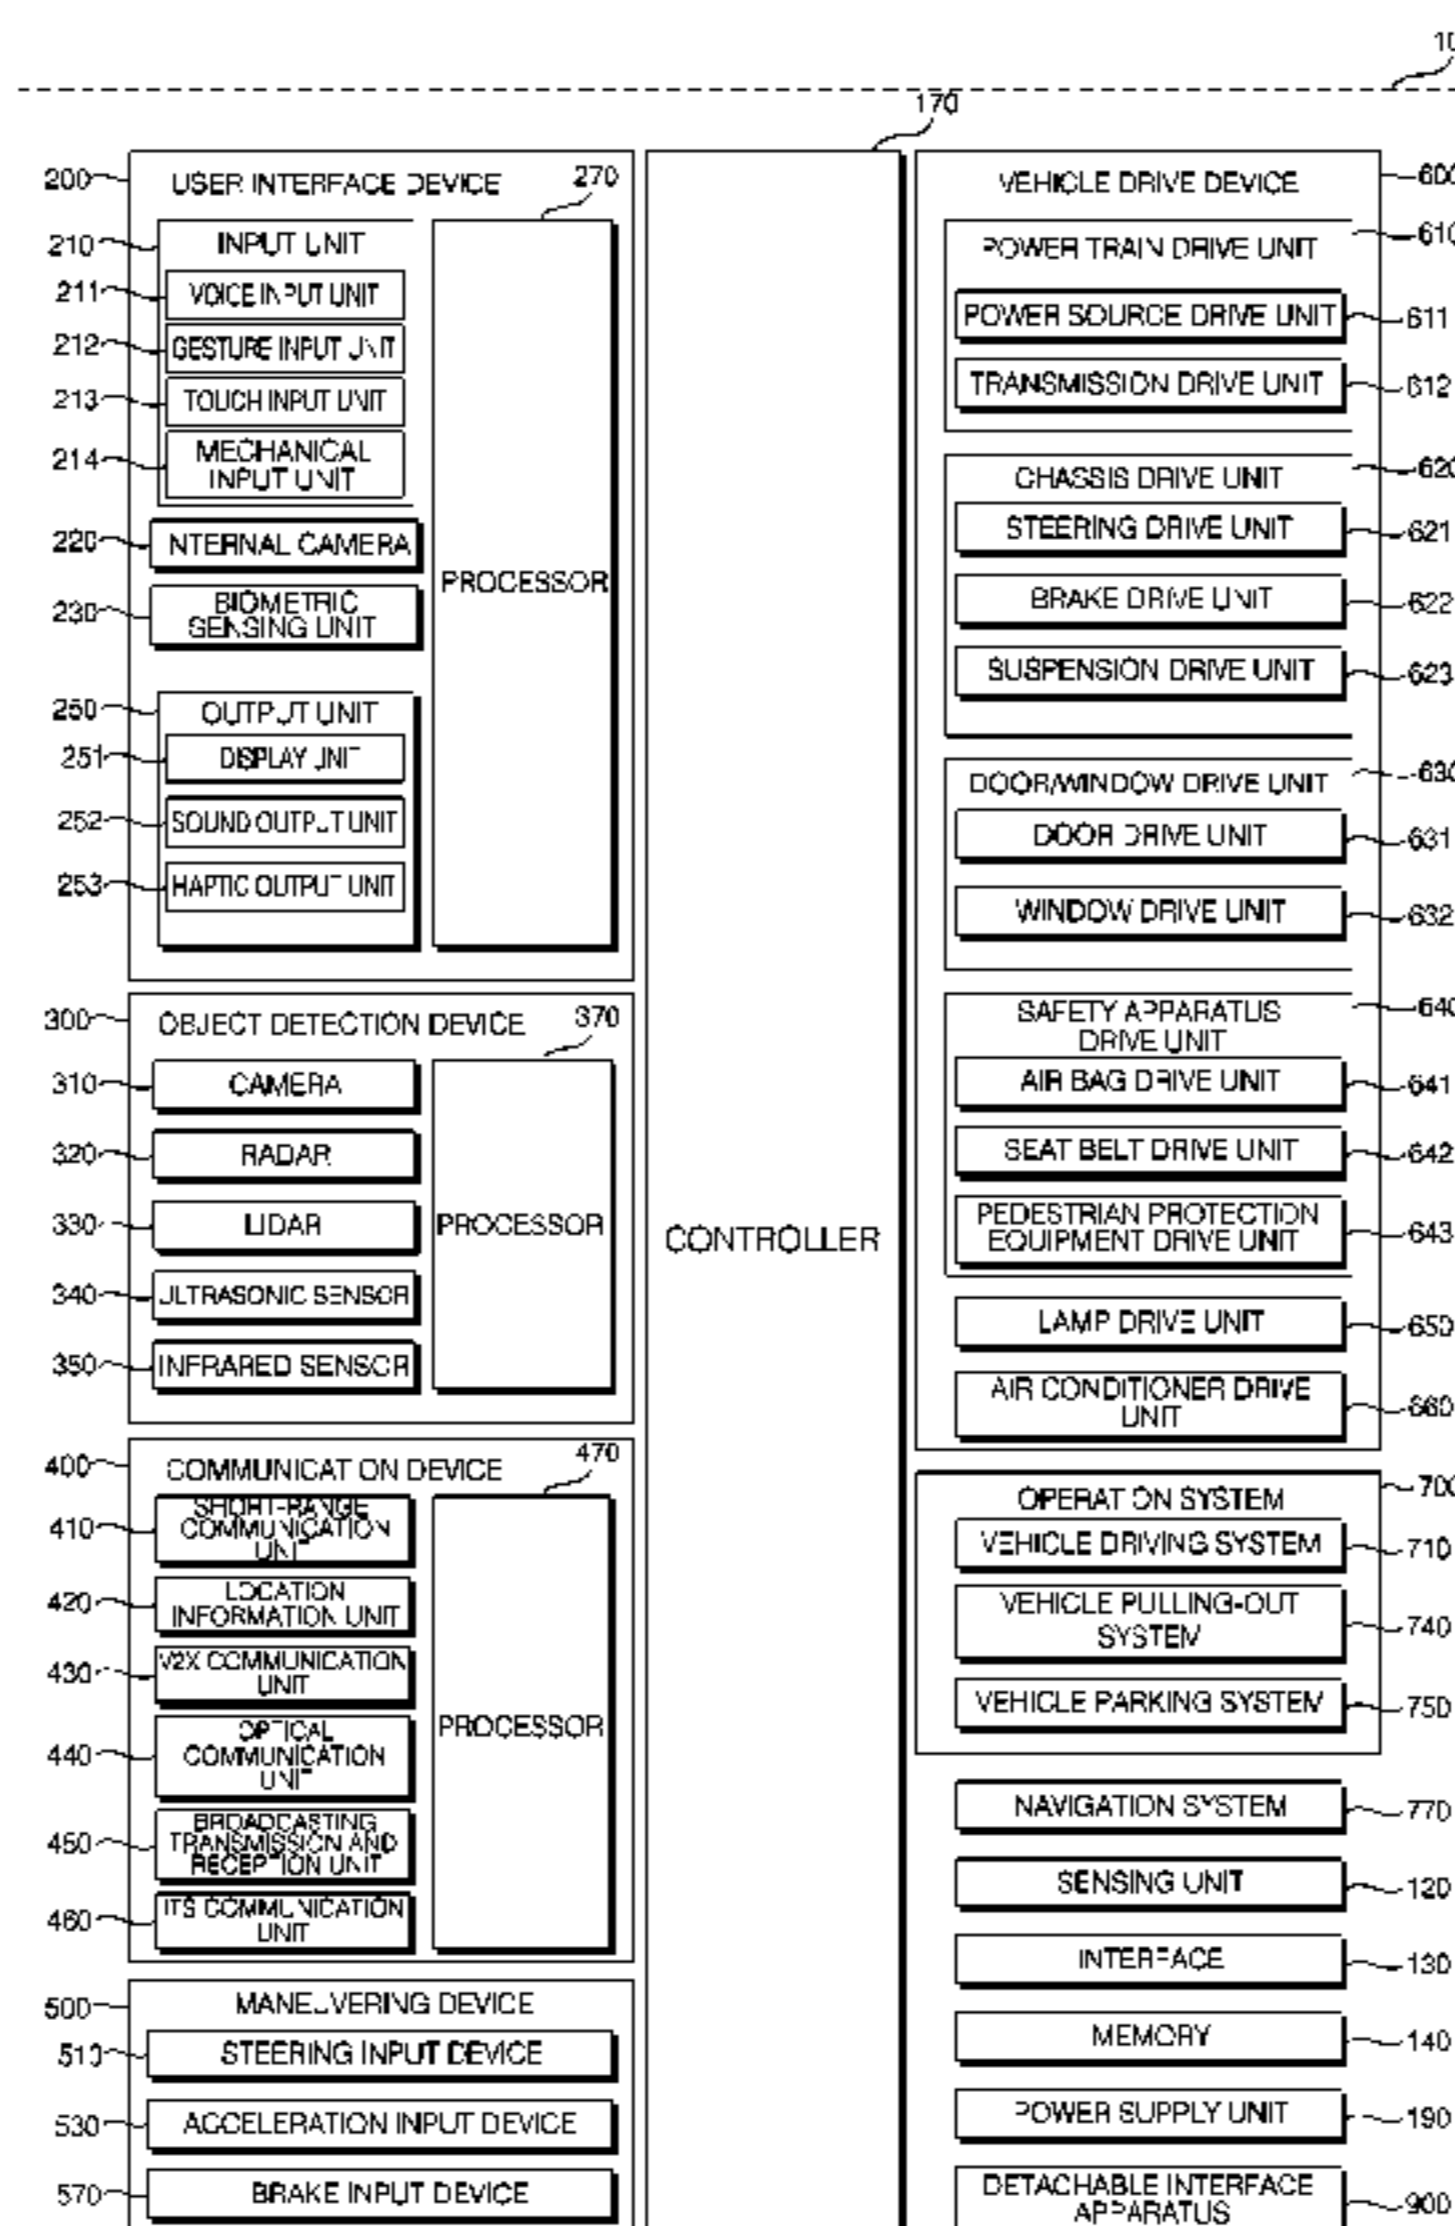 10
170
200
USER INTERFACE DEVICE
270
210
INPUT UNIT
211
VOICE INPUT UNIT
212
GESTURE INPUT UNIT
213
TOUCH INPUT UNIT
214
MECHANICAL
INPUT UNIT
220
INTERNAL CAMERA
230
BIOMETRIC
SENSING UNIT
PROCESSOR
250
OUTPUT UNIT
251
DISPLAY UNIT
252
SOUND OUTPUT UNIT
253
HAPTIC OUTPUT UNIT
300
OBJECT DETECTION DEVICE
370
310
CAMERA
320
RADAR
330
LIDAR
340
ULTRASONIC SENSOR
350
INFRARED SENSOR
PROCESSOR
400
COMMUNICATION DEVICE
470
410
SHORT-RANGE
COMMUNICATION
UNIT
420
LOCATION
INFORMATION UNIT
430
V2X COMMUNICATION
UNIT
440
OPTICAL
COMMUNICATION
UNIT
450
BROADCASTING
TRANSMISSION AND
RECEPTION UNIT
460
ITS COMMUNICATION
UNIT
PROCESSOR
500
MANEUVERING DEVICE
510
STEERING INPUT DEVICE
530
ACCELERATION INPUT DEVICE
570
BRAKE INPUT DEVICE
CONTROLLER
VEHICLE DRIVE DEVICE
600
POWER TRAIN DRIVE UNIT
610
POWER SOURCE DRIVE UNIT
611
TRANSMISSION DRIVE UNIT
612
CHASSIS DRIVE UNIT
620
STEERING DRIVE UNIT
621
BRAKE DRIVE UNIT
622
SUSPENSION DRIVE UNIT
623
DOOR/WINDOW DRIVE UNIT
630
DOOR DRIVE UNIT
631
WINDOW DRIVE UNIT
632
SAFETY APPARATUS
DRIVE UNIT
640
AIR BAG DRIVE UNIT
641
SEAT BELT DRIVE UNIT
642
PEDESTRIAN PROTECTION
EQUIPMENT DRIVE UNIT
643
LAMP DRIVE UNIT
650
AIR CONDITIONER DRIVE
UNIT
660
OPERATION SYSTEM
700
VEHICLE DRIVING SYSTEM
710
VEHICLE PULLING-OUT
SYSTEM
740
VEHICLE PARKING SYSTEM
750
NAVIGATION SYSTEM
770
SENSING UNIT
120
INTERFACE
130
MEMORY
140
POWER SUPPLY UNIT
190
DETACHABLE INTERFACE
APPARATUS
900